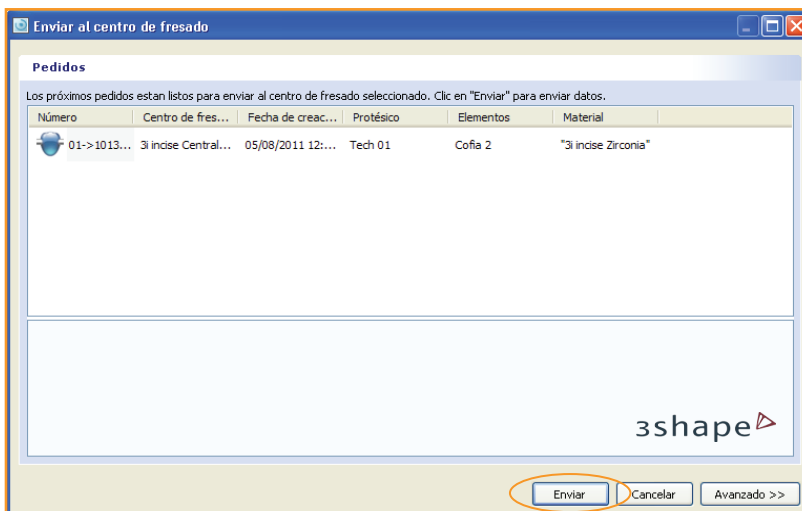 Enviar al centro de fresado
Pedidos
Los próximos pedidos estan listos para enviar al centro de fresado seleccionado. Clic en "Enviar" para enviar datos.
Número Centro de fres... Fecha de creac... Protésico Elementos Material
01->1013... 3i incise Central... 05/08/2011 12:... Tech 01 Cofia 2 "3i incise Zirconia"
3shape
Enviar Cancelar Avanzado >>